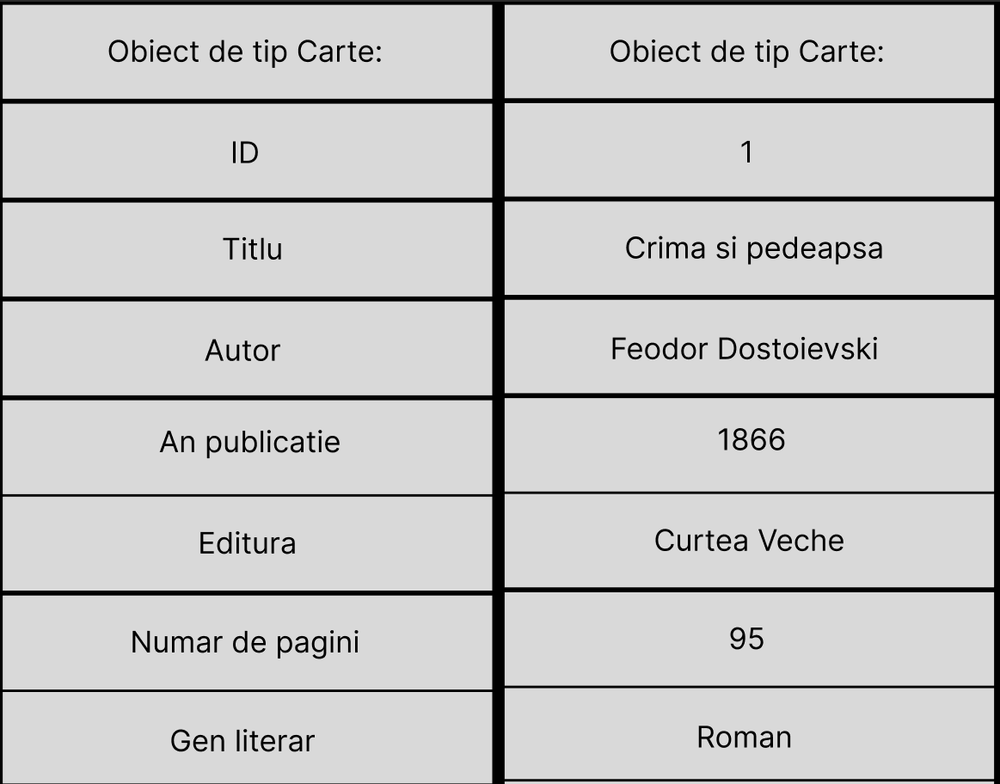 Obiect de tip Carte:
Obiect de tip Carte:
ID
1
Titlu
Crima si pedeapsa
Autor
Feodor Dostoievski
An publicatie
1866
Editura
Curtea Veche
Numar de pagini
95
Gen literar
Roman